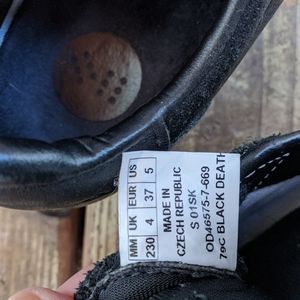 MM UK EUR US
230 4 37 5
MADE IN
CZECH REPUBLIC
S 01SK
OD46575-7-669
79C BLACK DEATH